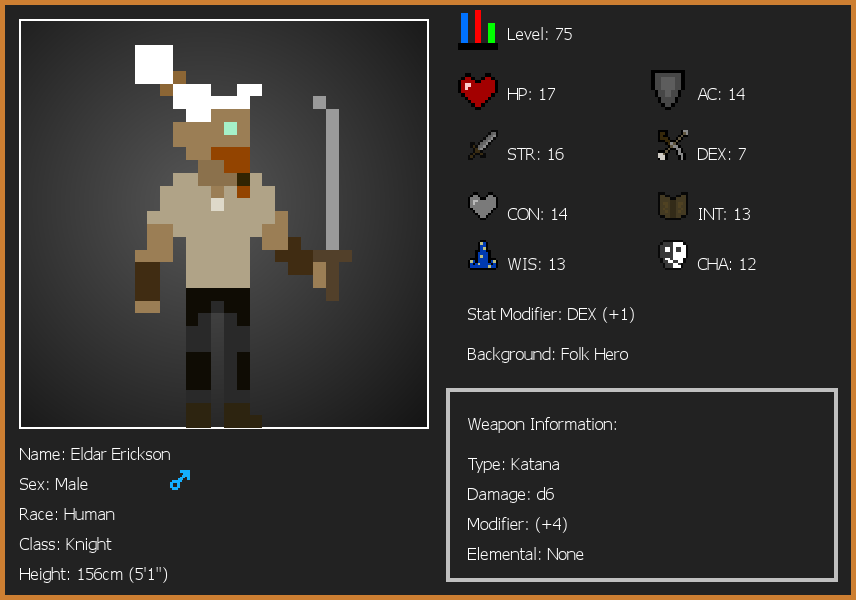 Level: 75
HP: 17
AC: 14
STR: 16
DEX: 7
CON: 14
INT: 13
WIS: 13
CHA: 12
Stat Modifier: DEX (+1)
Background: Folk Hero
Weapon Information:
Type: Katana
Damage: d6
Modifier: (+4)
Elemental: None
Name: Eldar Erickson
Sex: Male
Race: Human
Class: Knight
Height: 156cm (5'1")